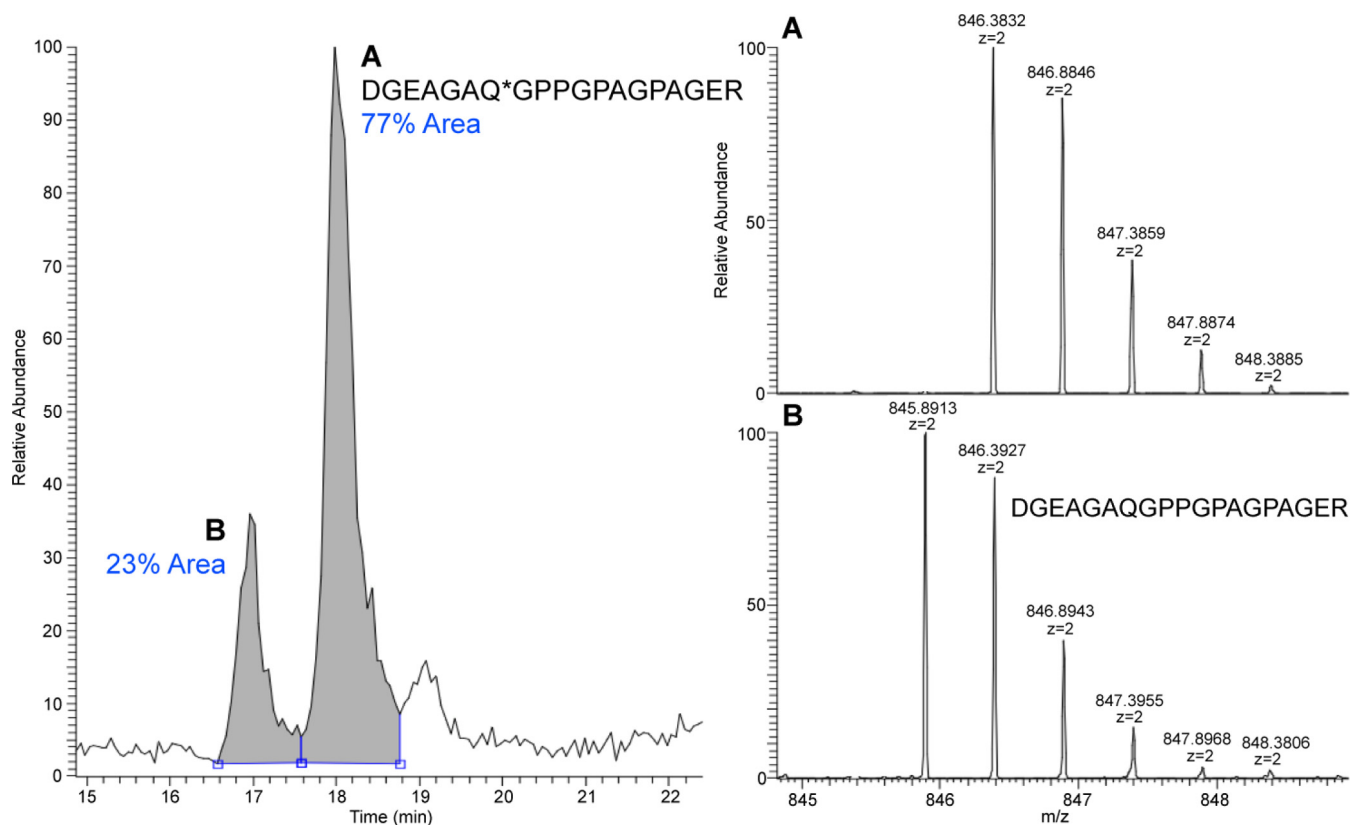 A
DGEAGAQ*GPPGPAGPAGER
77% Area
B
23% Area
Relative Abundance
100
90
80
70
60
50
40
30
20
10
0
15 16 17 18 19 20 21 22
Time (min)
A
Relative Abundance
100
50
0
846.3832
z=2
846.8846
z=2
847.3859
z=2
847.8874
z=2
848.3885
z=2
B
DGEAGAQGPPGPAGPAGER
100
50
0
845.8913
z=2
846.3927
z=2
846.8943
z=2
847.3955
z=2
847.8968
z=2
848.3806
z=2
845 846 847 848
m/z